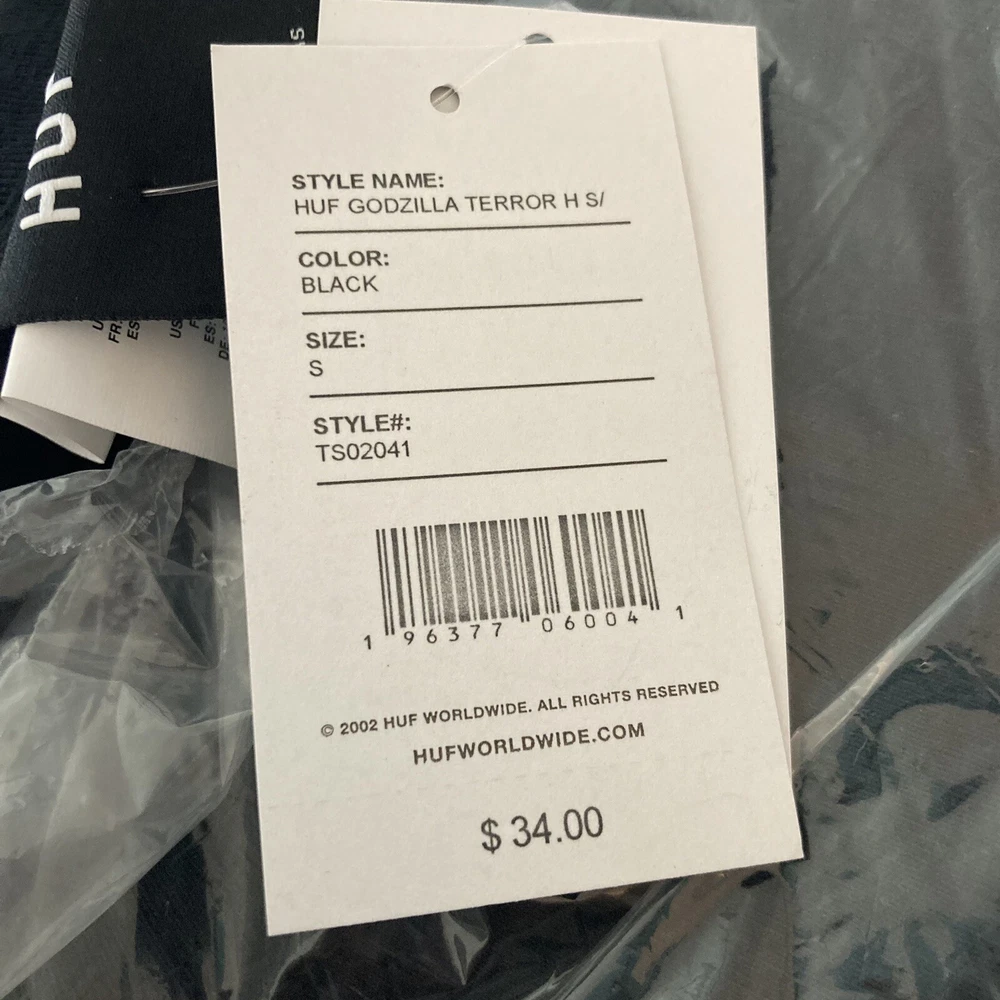 HUF
STYLE NAME:
HUF GODZILLA TERROR H S/
COLOR:
BLACK
SIZE:
S
STYLE#:
TS02041
1 96377 06004 1
© 2002 HUF WORLDWIDE. ALL RIGHTS RESERVED
HUFWORLDWIDE.COM
$ 34.00